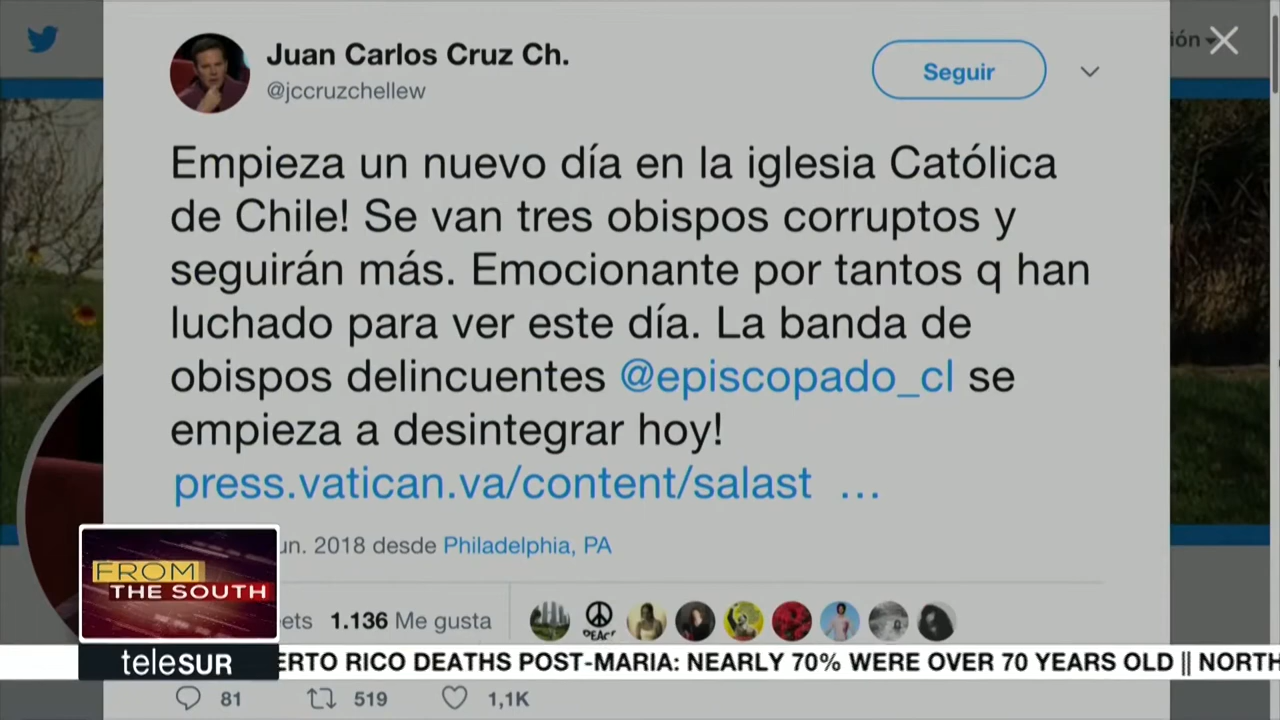 ión
Juan Carlos Cruz Ch.
@jccruzchellew
Seguir
Empieza un nuevo día en la iglesia Católica
de Chile! Se van tres obispos corruptos y
seguirán más. Emocionante por tantos q han
luchado para ver este día. La banda de
obispos delincuentes @episcopado_cl se
empieza a desintegrar hoy!
press.vatican.va/content/salast ...
un. 2018 desde Philadelphia, PA
ets 1.136 Me gusta
PEACE
FROM
THE SOUTH
teleSUR
ERTO RICO DEATHS POST-MARIA: NEARLY 70% WERE OVER 70 YEARS OLD || NORTH
81 519 1,1K